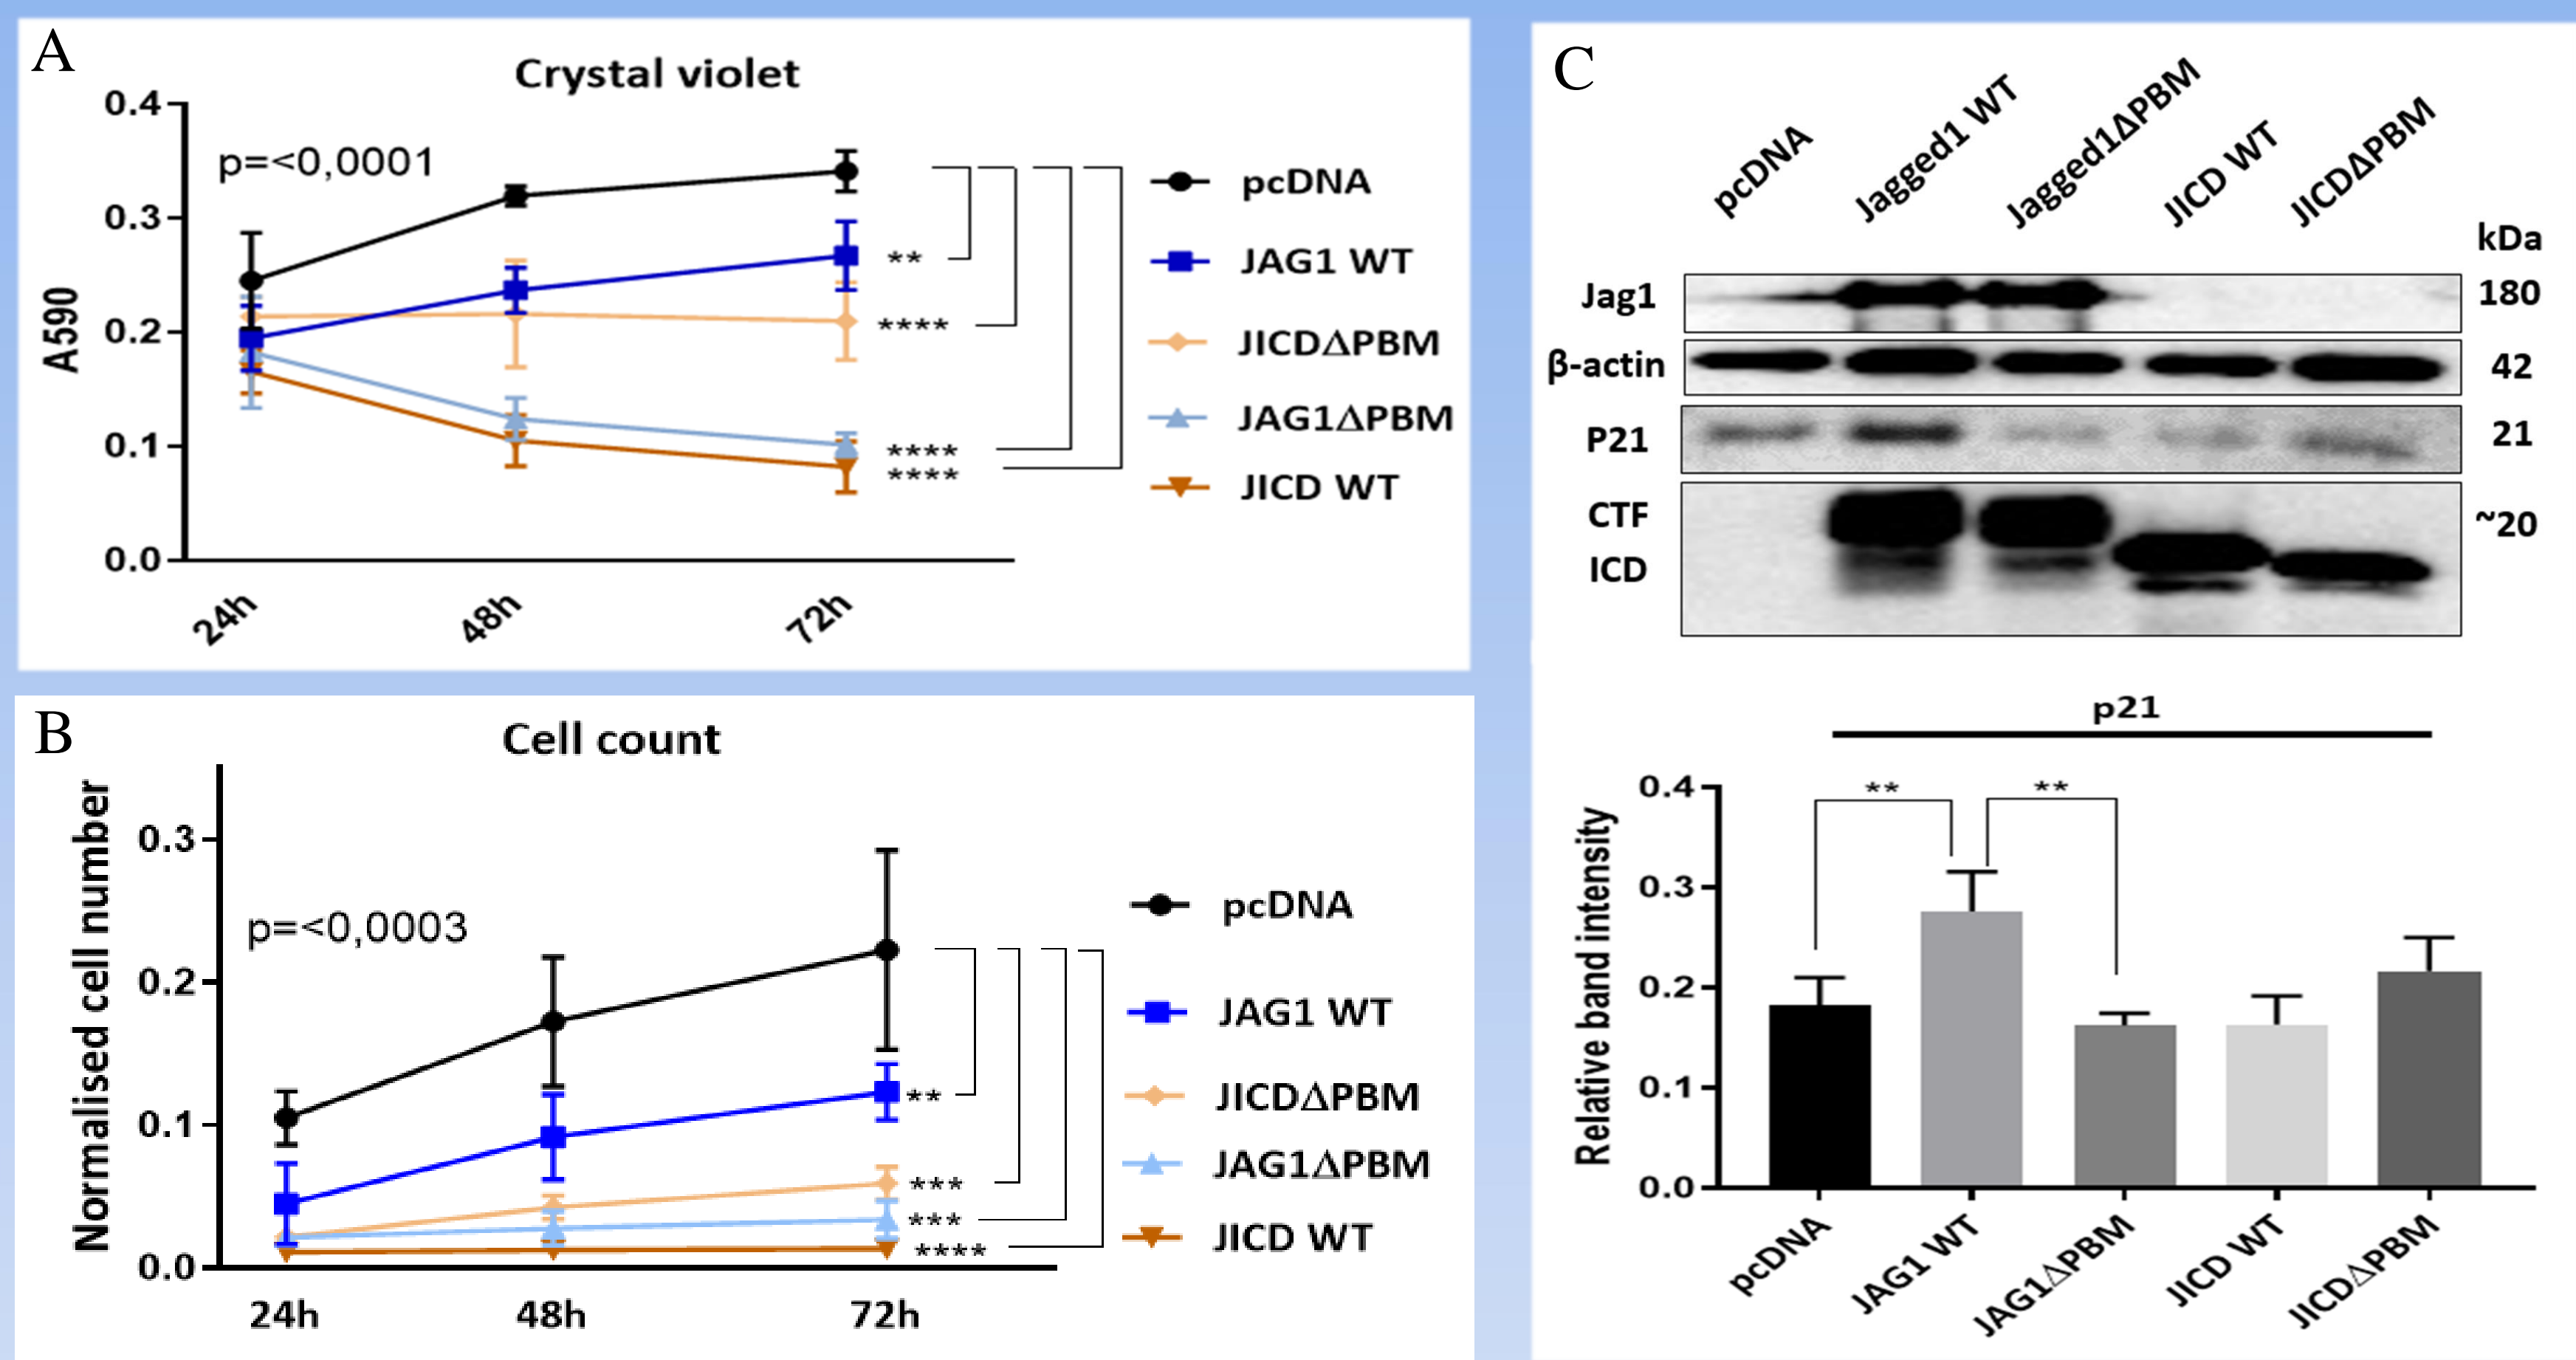 A
Crystal violet
0.4
0.3
0.2
0.1
0.0
A590
p=<0,0001
**
****
****
****
pcDNA
JAG1 WT
JICDΔPBM
JAG1ΔPBM
JICD WT
24h
48h
72h
B
Cell count
0.3
0.2
0.1
0.0
Normalised cell number
p=<0,0003
**
***
***
****
pcDNA
JAG1 WT
JICDΔPBM
JAG1ΔPBM
JICD WT
24h
48h
72h
C
pcDNA
Jagged1 WT
Jagged1ΔPBM
JICD WT
JICDΔPBM
kDa
Jag1
180
β-actin
42
P21
21
CTF
~20
ICD
p21
0.4
0.3
0.2
0.1
0.0
Relative band intensity
**
**
pcDNA
JAG1 WT
JAG1ΔPBM
JICD WT
JICDΔPBM